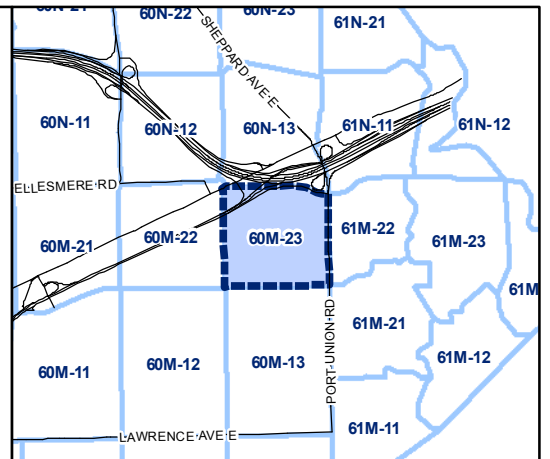 60N-22
60N-23
61N-21
SHEPPARD AVE E
60N-11
60N-12
60N-13
61N-11
61N-12
ELLESMERE RD
60M-21
60M-22
60M-23
61M-22
61M-23
61M
61M-21
60M-11
60M-12
60M-13
PORT UNION RD
61M-12
61M-11
LAWRENCE AVE E